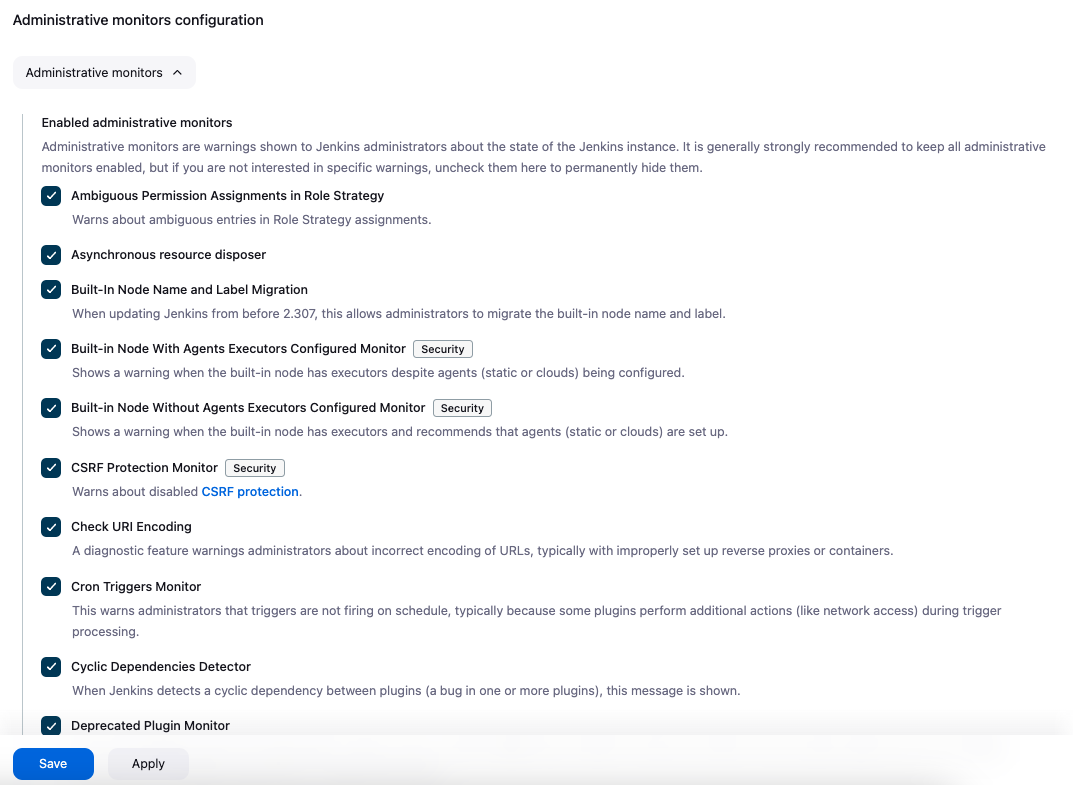 Administrative monitors configuration
Administrative monitors
Enabled administrative monitors
Administrative monitors are warnings shown to Jenkins administrators about the state of the Jenkins instance. It is generally strongly recommended to keep all administrative
monitors enabled, but if you are not interested in specific warnings, uncheck them here to permanently hide them.
Ambiguous Permission Assignments in Role Strategy
Warns about ambiguous entries in Role Strategy assignments.
Asynchronous resource disposer
Built-In Node Name and Label Migration
When updating Jenkins from before 2.307, this allows administrators to migrate the built-in node name and label.
Built-in Node With Agents Executors Configured Monitor Security
Shows a warning when the built-in node has executors despite agents (static or clouds) being configured.
Built-in Node Without Agents Executors Configured Monitor Security
Shows a warning when the built-in node has executors and recommends that agents (static or clouds) are set up.
CSRF Protection Monitor Security
Warns about disabled CSRF protection.
Check URI Encoding
A diagnostic feature warnings administrators about incorrect encoding of URLs, typically with improperly set up reverse proxies or containers.
Cron Triggers Monitor
This warns administrators that triggers are not firing on schedule, typically because some plugins perform additional actions (like network access) during trigger
processing.
Cyclic Dependencies Detector
When Jenkins detects a cyclic dependency between plugins (a bug in one or more plugins), this message is shown.
Deprecated Plugin Monitor
Save Apply